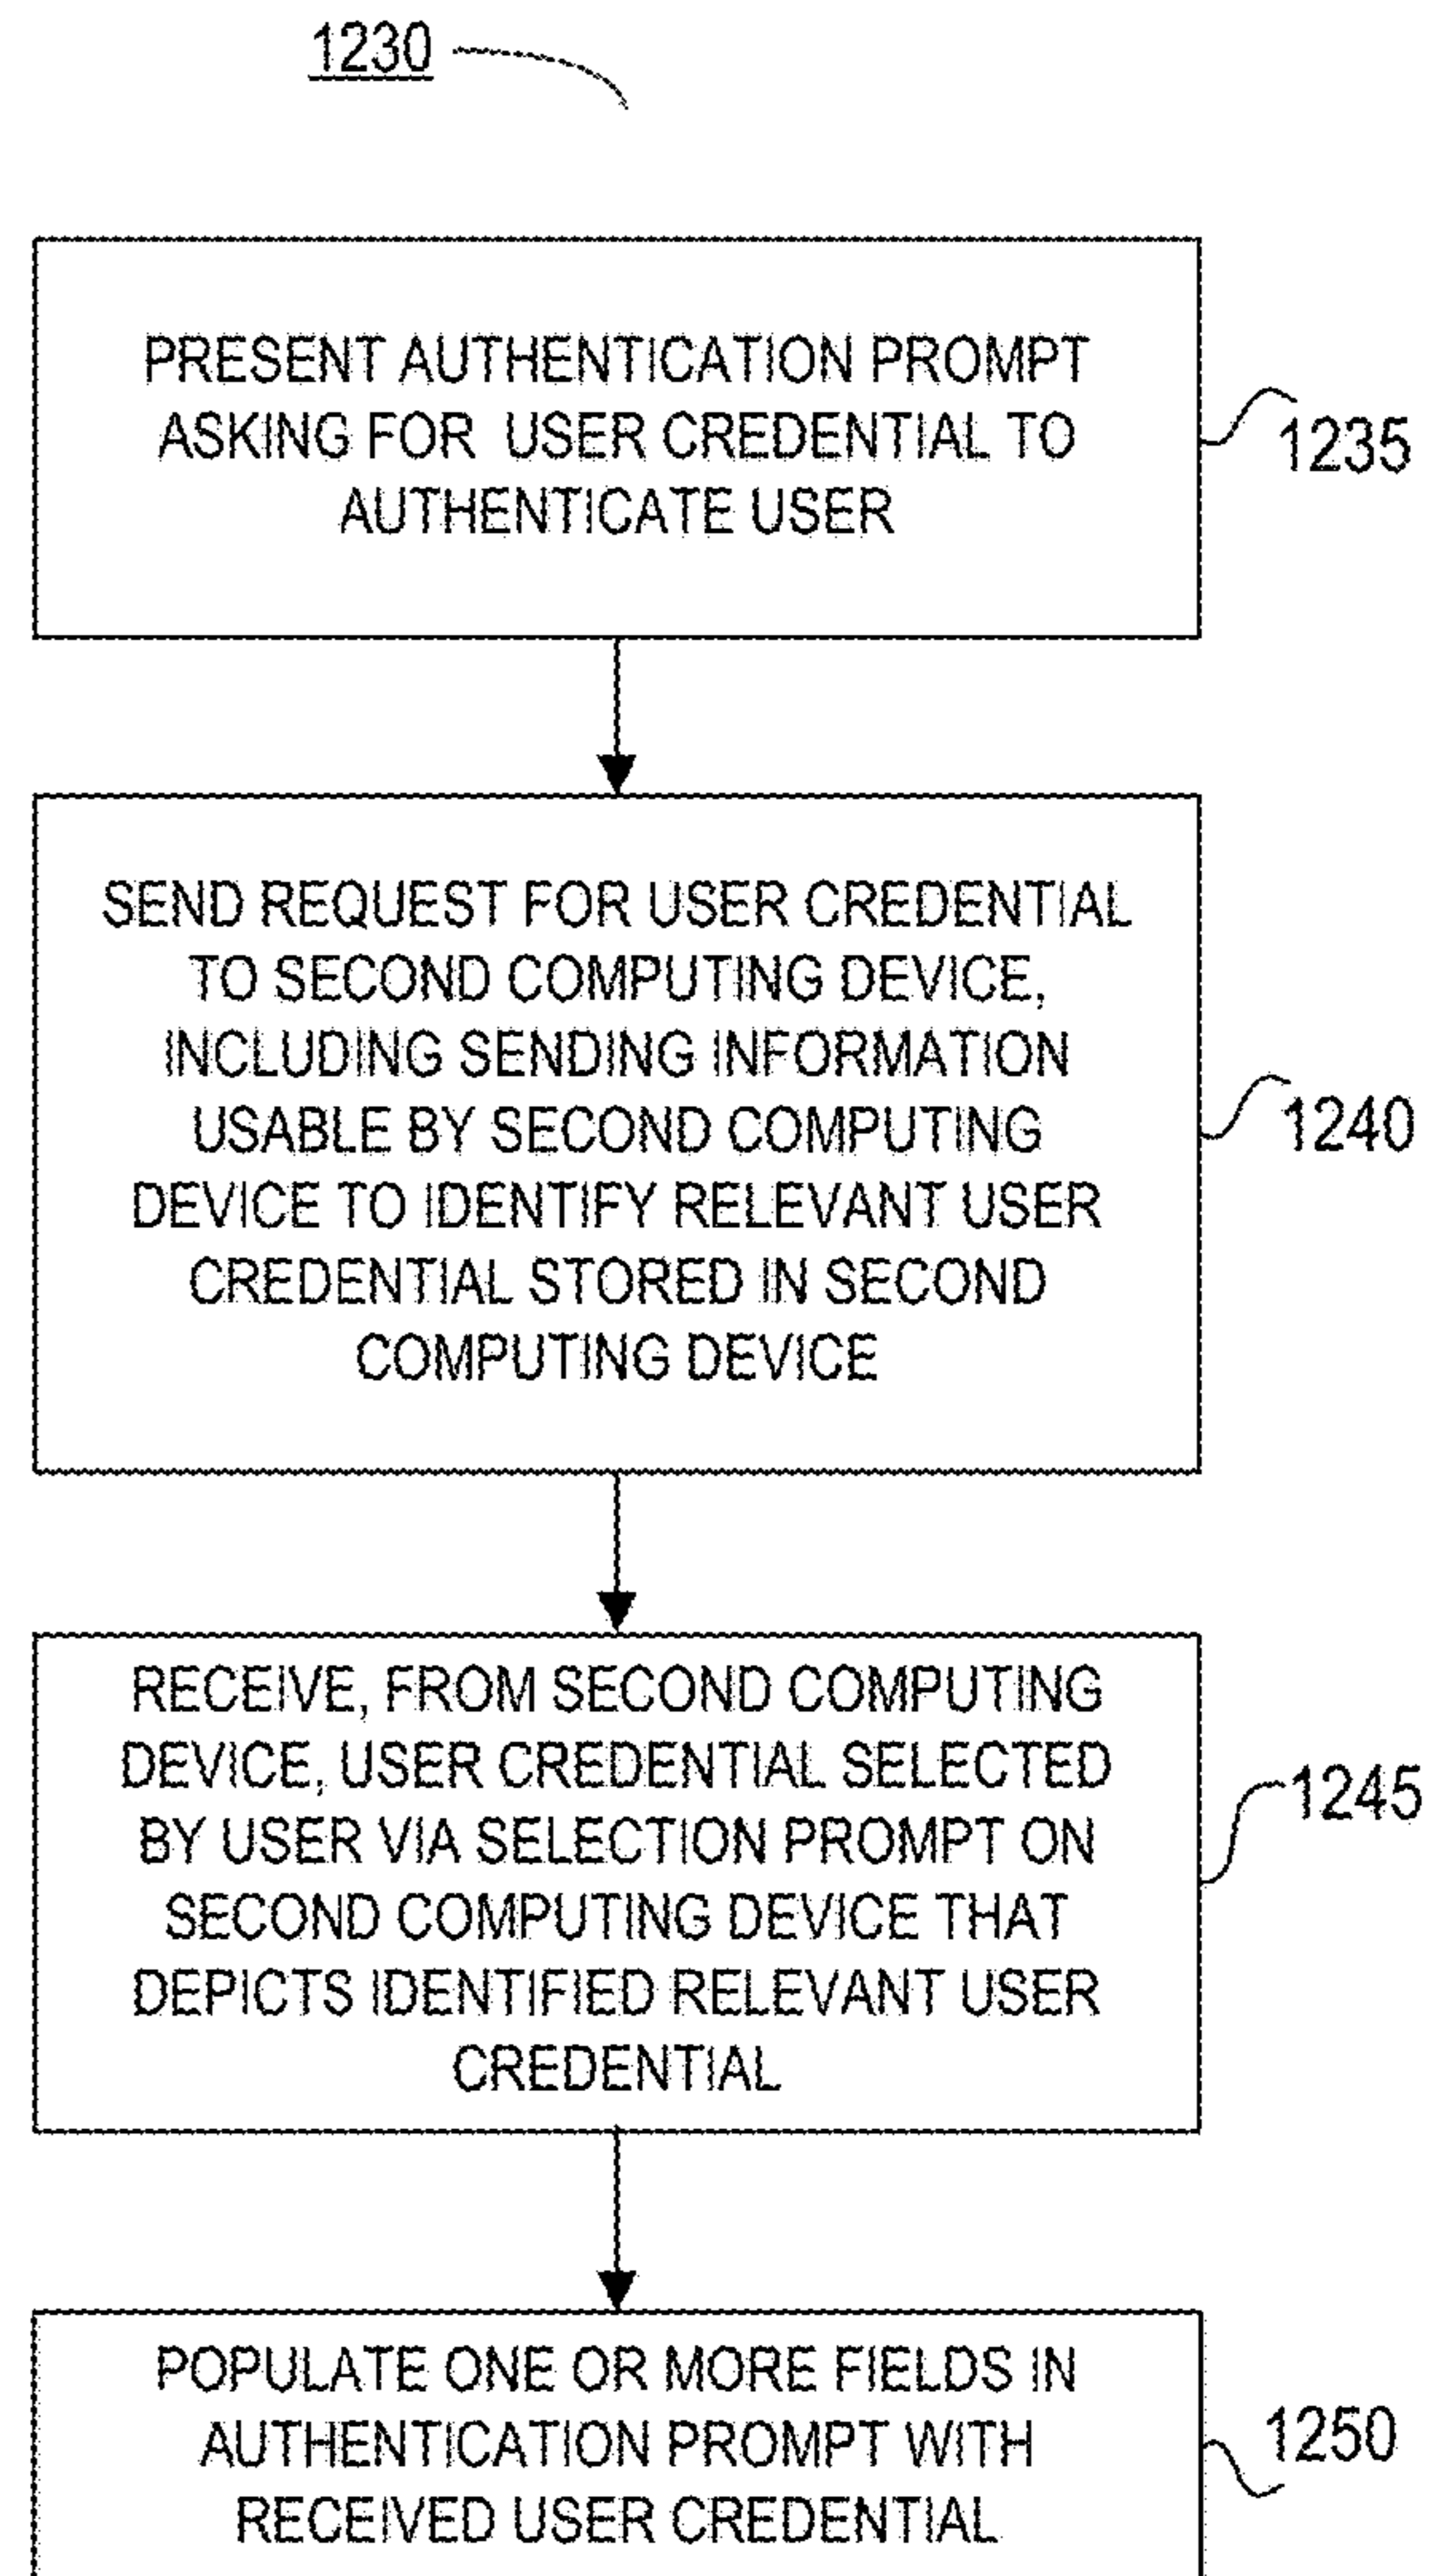 1230
PRESENT AUTHENTICATION PROMPT
ASKING FOR USER CREDENTIAL TO
AUTHENTICATE USER
1235
SEND REQUEST FOR USER CREDENTIAL
TO SECOND COMPUTING DEVICE,
INCLUDING SENDING INFORMATION
USABLE BY SECOND COMPUTING
DEVICE TO IDENTIFY RELEVANT USER
CREDENTIAL STORED IN SECOND
COMPUTING DEVICE
1240
RECEIVE, FROM SECOND COMPUTING
DEVICE, USER CREDENTIAL SELECTED
BY USER VIA SELECTION PROMPT ON
SECOND COMPUTING DEVICE THAT
DEPICTS IDENTIFIED RELEVANT USER
CREDENTIAL
1245
POPULATE ONE OR MORE FIELDS IN
AUTHENTICATION PROMPT WITH
RECEIVED USER CREDENTIAL
1250